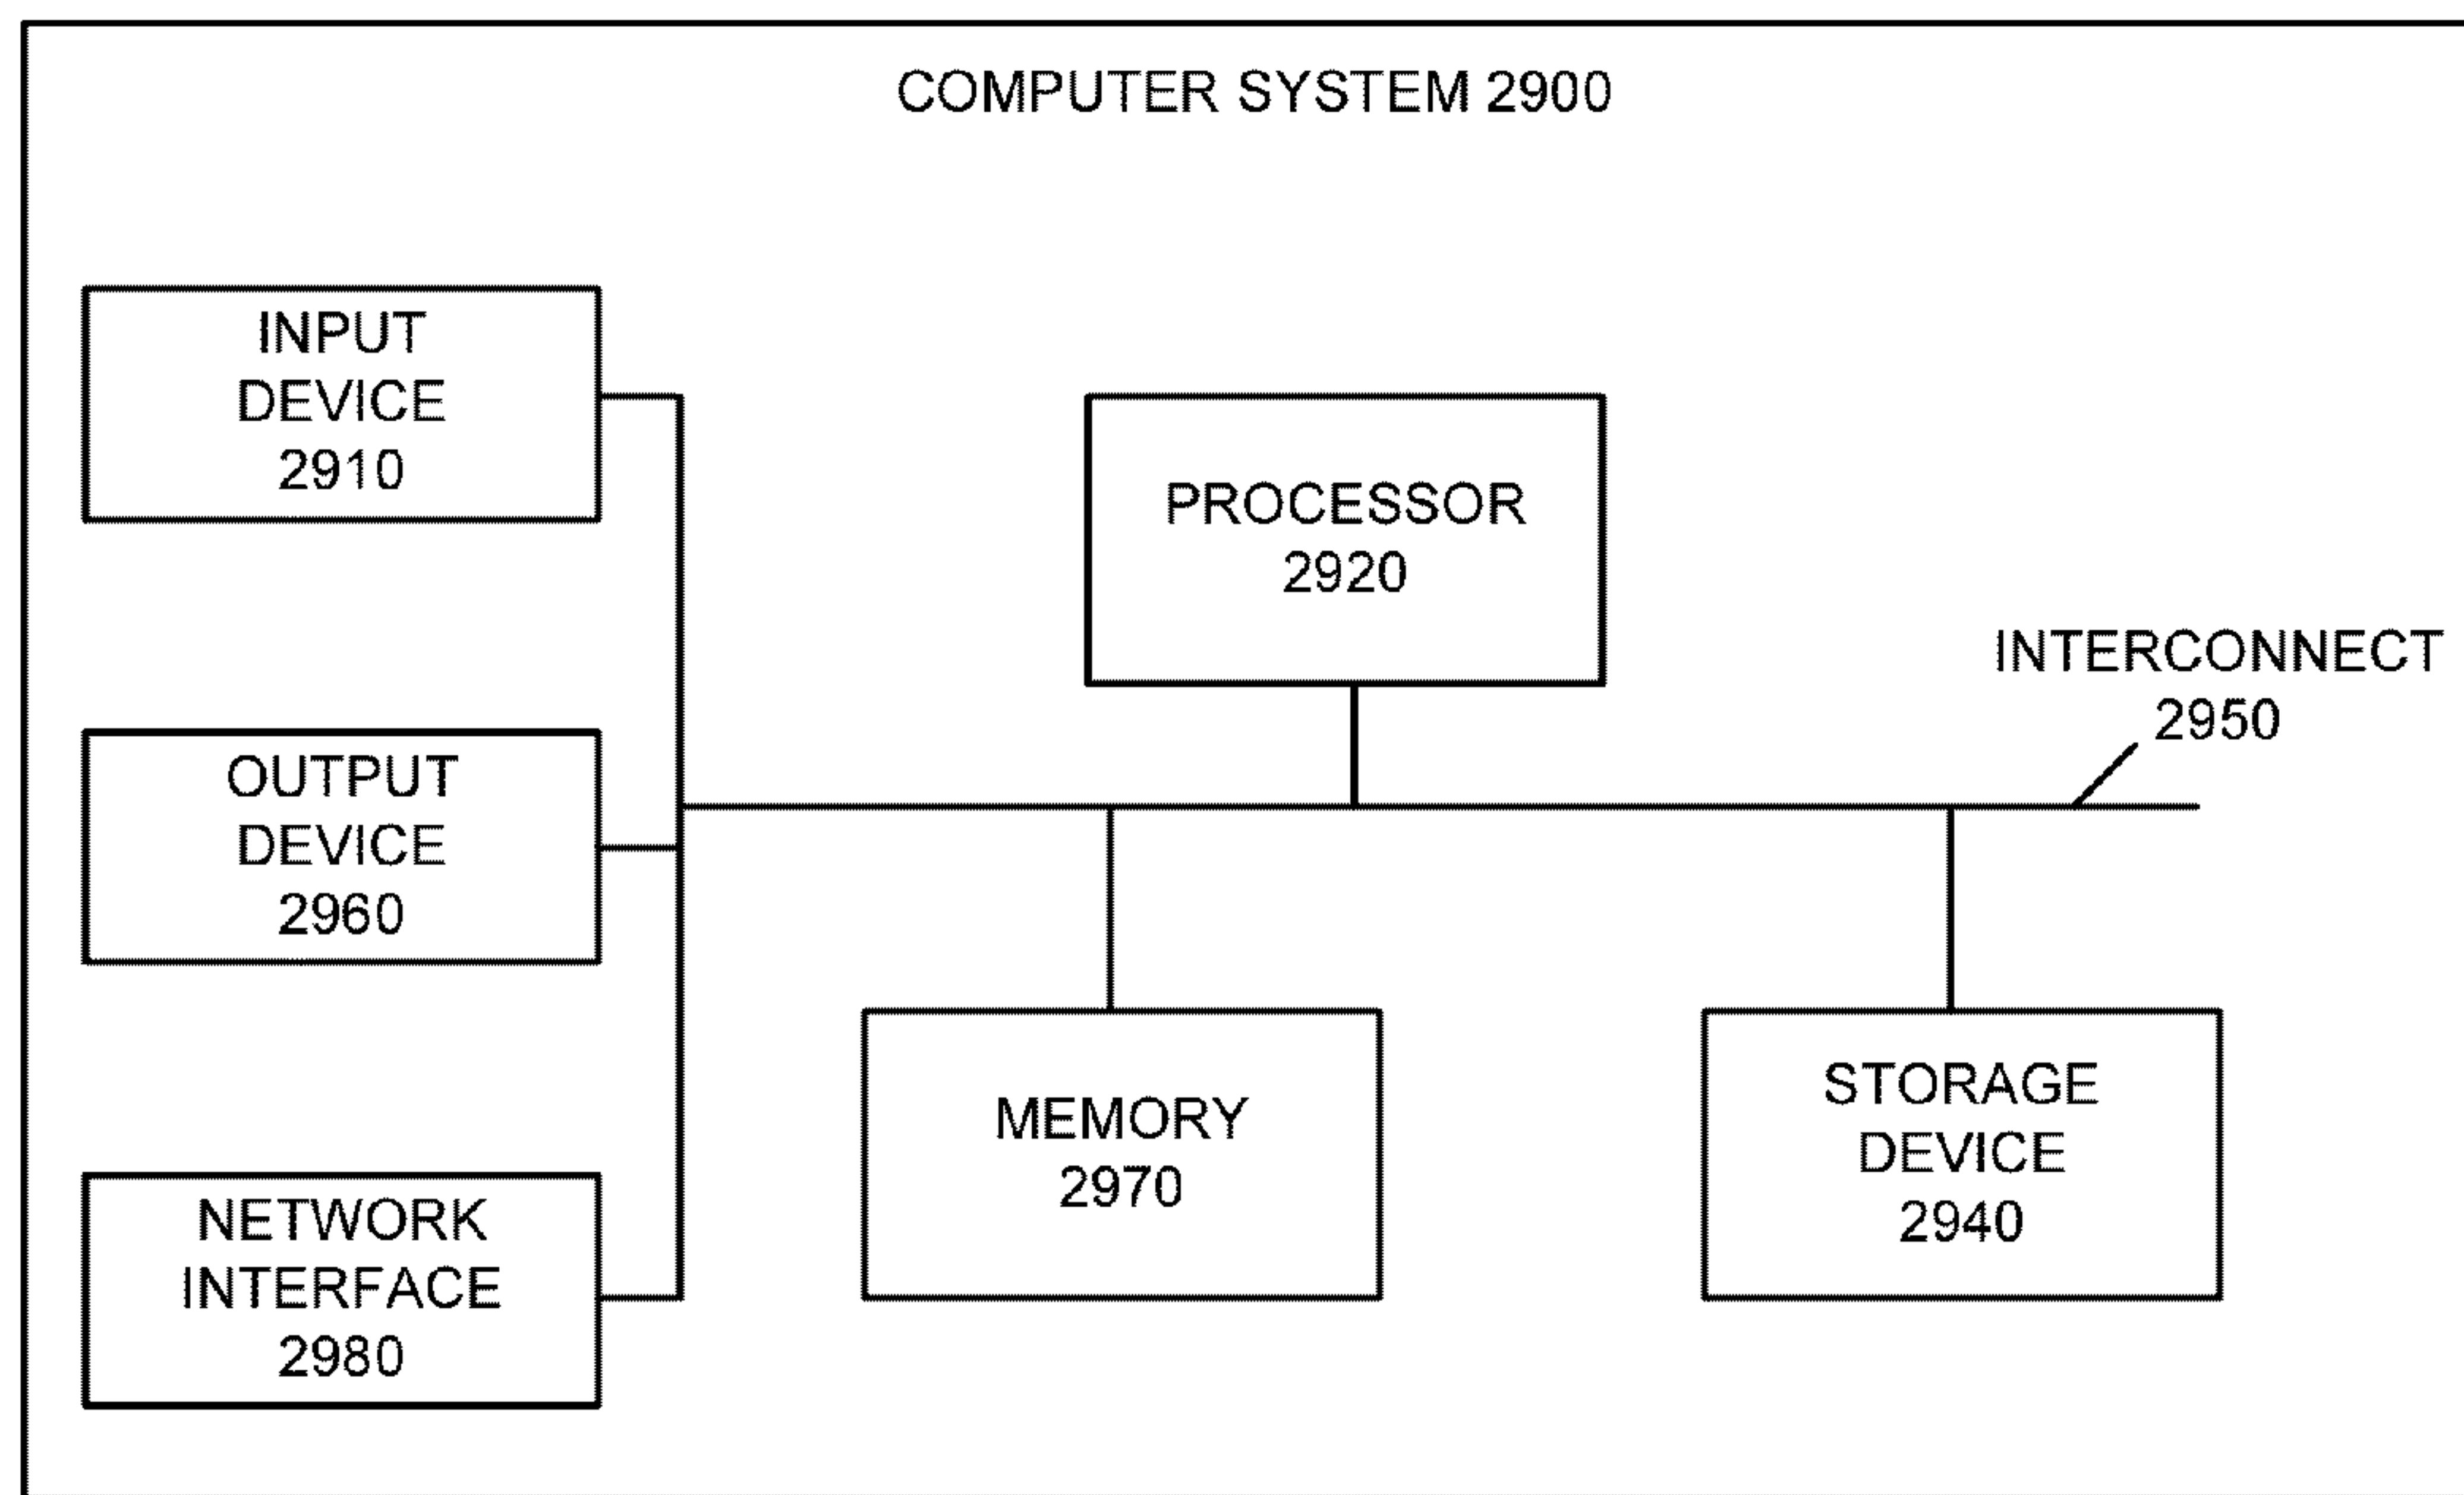 COMPUTER SYSTEM 2900
INPUT
DEVICE
2910
PROCESSOR
2920
INTERCONNECT
2950
OUTPUT
DEVICE
2960
MEMORY
2970
STORAGE
DEVICE
2940
NETWORK
INTERFACE
2980